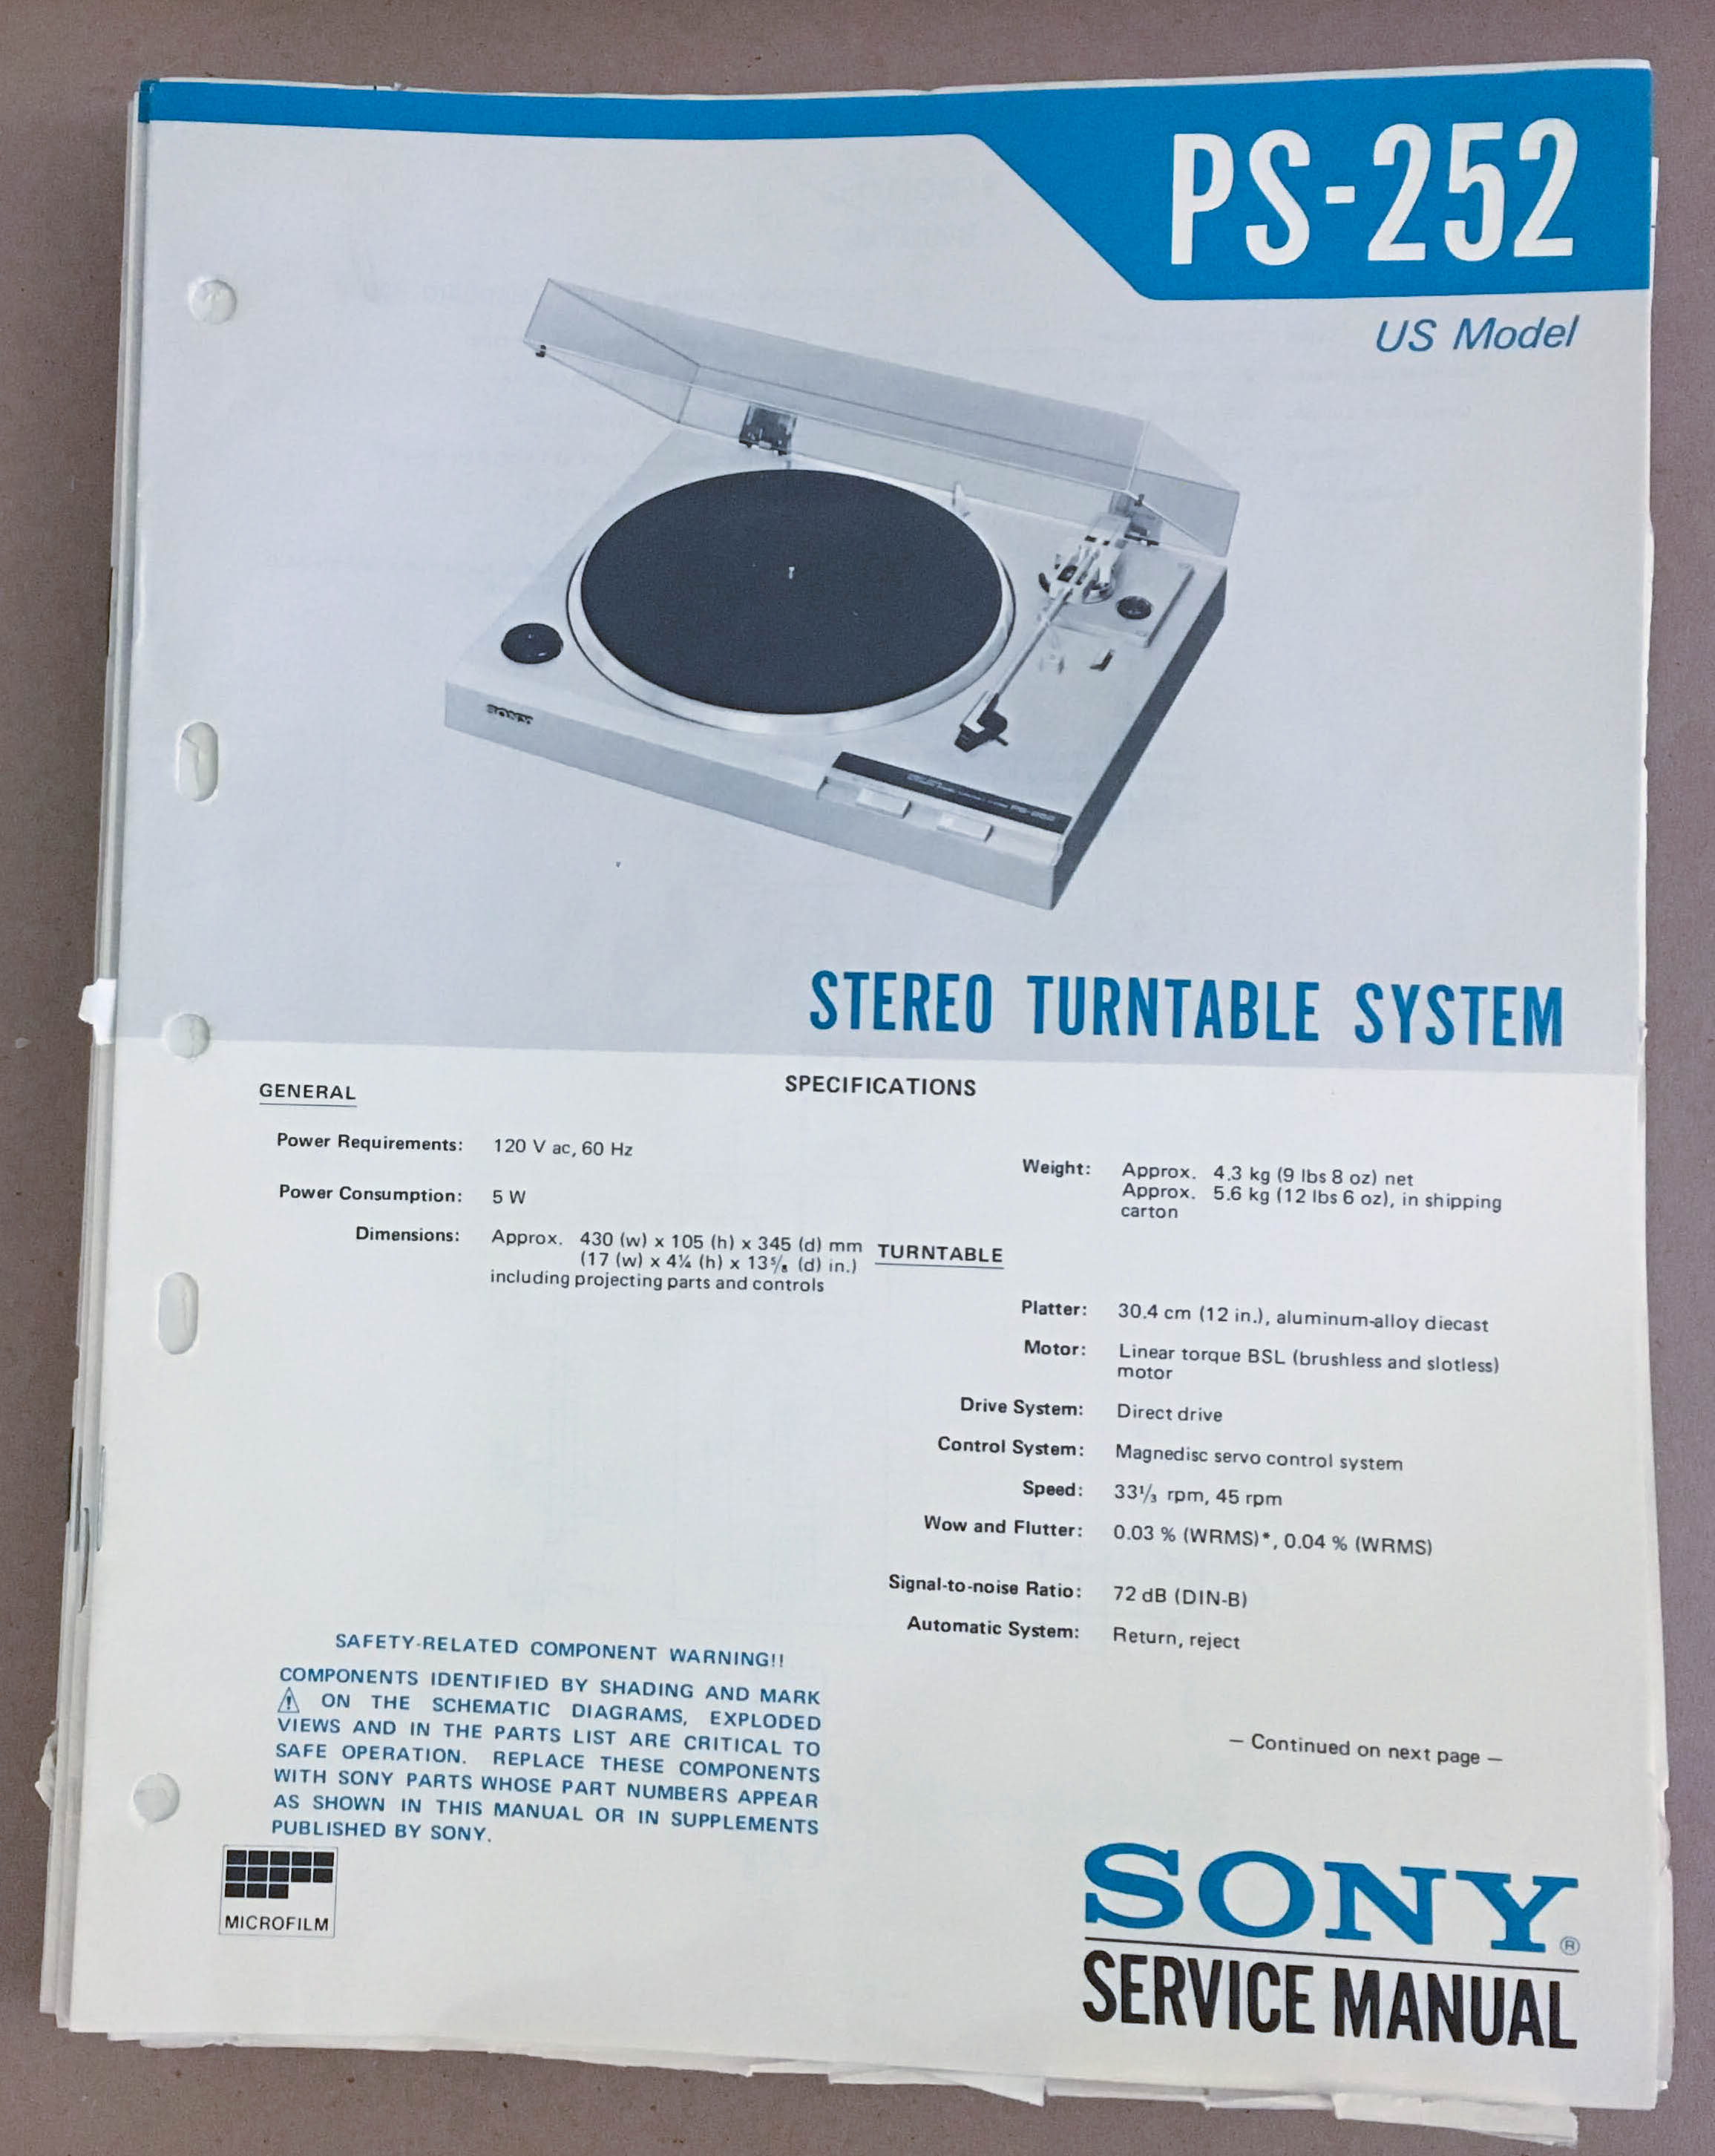 PS-252
US Model
SONY
STEREO TURNTABLE SYSTEM
SPECIFICATIONS
GENERAL
Power Requirements: 120 V ac, 60 Hz
Power Consumption: 5 W
Dimensions: Approx. 430 (w) x 105 (h) x 345 (d) mm
(17 (w) x 4¼ (h) x 13⅝ (d) in.)
including projecting parts and controls
Weight: Approx. 4.3 kg (9 lbs 8 oz) net
Approx. 5.6 kg (12 lbs 6 oz), in shipping
carton
TURNTABLE
Platter: 30.4 cm (12 in.), aluminum-alloy diecast
Motor: Linear torque BSL (brushless and slotless)
motor
Drive System: Direct drive
Control System: Magnedisc servo control system
Speed: 33⅓ rpm, 45 rpm
Wow and Flutter: 0.03 % (WRMS)*, 0.04 % (WRMS)
Signal-to-noise Ratio: 72 dB (DIN-B)
Automatic System: Return, reject
— Continued on next page —
SAFETY-RELATED COMPONENT WARNING!!
COMPONENTS IDENTIFIED BY SHADING AND MARK
⚠ ON THE SCHEMATIC DIAGRAMS, EXPLODED
VIEWS AND IN THE PARTS LIST ARE CRITICAL TO
SAFE OPERATION. REPLACE THESE COMPONENTS
WITH SONY PARTS WHOSE PART NUMBERS APPEAR
AS SHOWN IN THIS MANUAL OR IN SUPPLEMENTS
PUBLISHED BY SONY.
MICROFILM
SONY®
SERVICE MANUAL